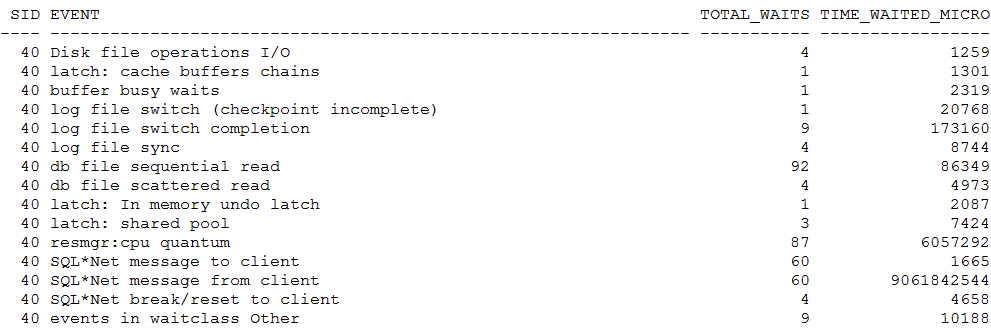 SID EVENT TOTAL_WAITS TIME_WAITED_MICRO
---- ---------------------------------------------------------------- ----------- -----------------
40 Disk file operations I/O 4 1259
40 latch: cache buffers chains 1 1301
40 buffer busy waits 1 2319
40 log file switch (checkpoint incomplete) 1 20768
40 log file switch completion 9 173160
40 log file sync 4 8744
40 db file sequential read 92 86349
40 db file scattered read 4 4973
40 latch: In memory undo latch 1 2087
40 latch: shared pool 3 7424
40 resmgr:cpu quantum 87 6057292
40 SQL*Net message to client 60 1665
40 SQL*Net message from client 60 9061842544
40 SQL*Net break/reset to client 4 4658
40 events in waitclass Other 9 10188